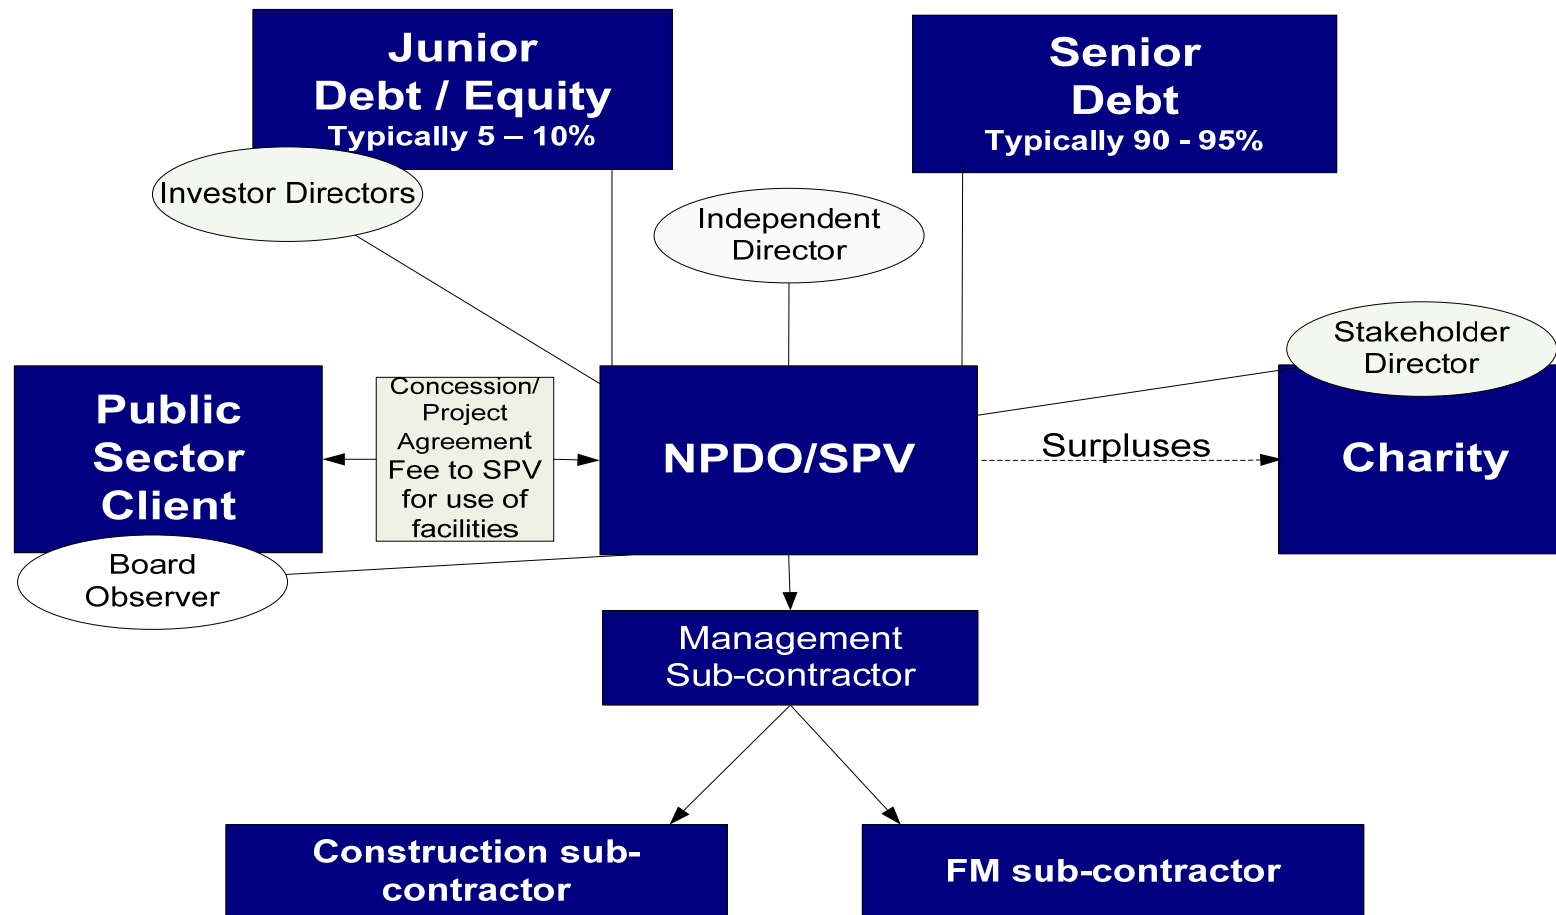 Junior
Debt / Equity
Typically 5 – 10%
Senior
Debt
Typically 90 - 95%
Investor Directors
Independent
Director
Stakeholder
Director
Public
Sector
Client
Concession/
Project
Agreement
Fee to SPV
for use of
facilities
NPDO/SPV
Surpluses
Charity
Board
Observer
Management
Sub-contractor
Construction sub-
contractor
FM sub-contractor